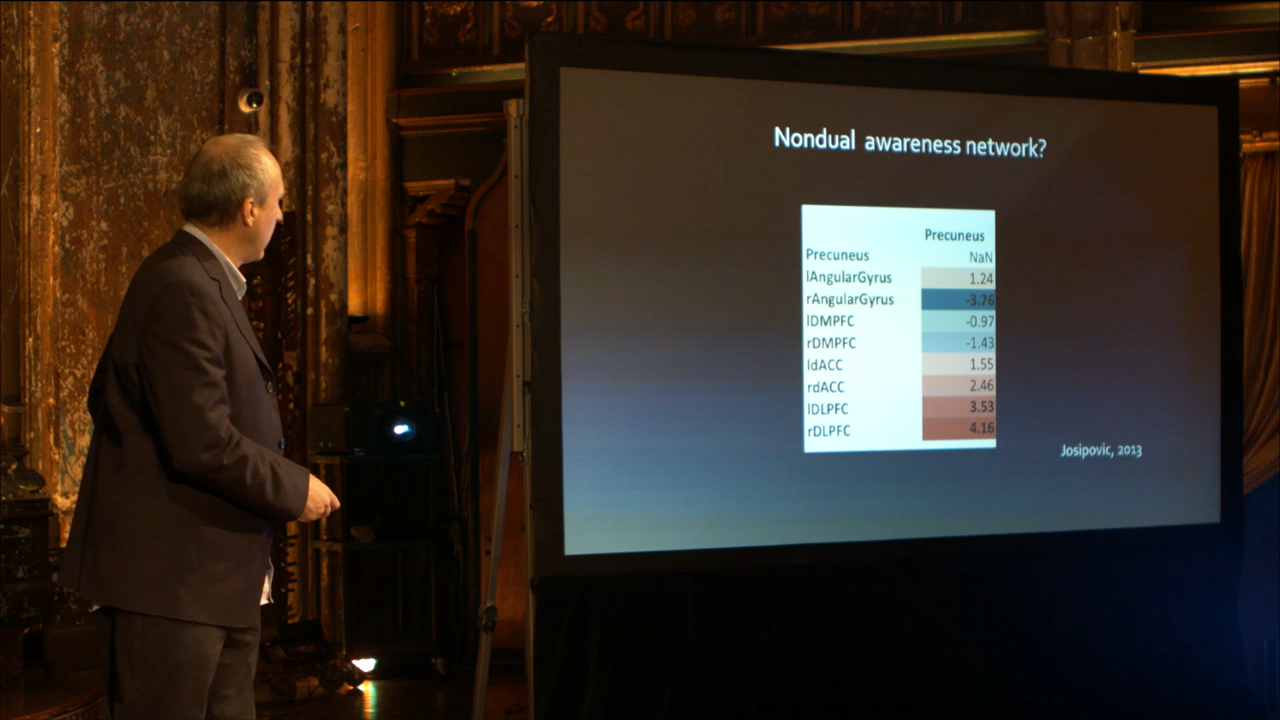 Nondual awareness network?
Precuneus
Precuneus NaN
lAngularGyrus 1.24
rAngularGyrus -3.76
lDMPFC -0.97
rDMPFC -1.43
ldACC 1.55
rdACC 2.46
lDLPFC 3.53
rDLPFC 4.16
Josipovic, 2013